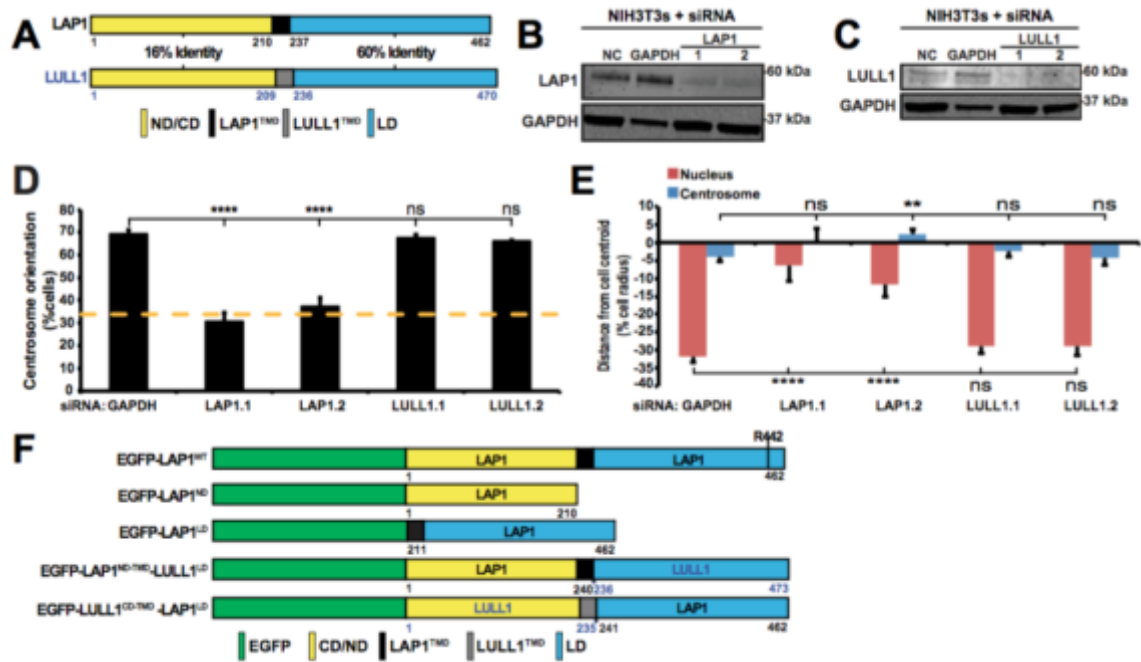 A
LAP1
1 210 237 462
16% Identity 60% Identity
LULL1
1 209 236 470
ND/CD LAP1TMD LULL1TMD LD
B
NIH3T3s + siRNA
LAP1
NC GAPDH 1 2
LAP1
-60 kDa
GAPDH
-37 kDa
C
NIH3T3s + siRNA
LULL1
NC GAPDH 1 2
LULL1
-60 kDa
GAPDH
-37 kDa
D
Centrosome orientation
(%cells)
80
70
60
50
40
30
20
10
0
**** **** ns ns
siRNA: GAPDH LAP1.1 LAP1.2 LULL1.1 LULL1.2
E
Nucleus
Centrosome
Distance from cell centroid
(% cell radius)
10
5
0
-5
-10
-15
-20
-25
-30
-35
-40
ns ** ns ns
**** **** ns ns
siRNA: GAPDH LAP1.1 LAP1.2 LULL1.1 LULL1.2
F
R442
EGFP-LAP1WT LAP1 LAP1
1 462
EGFP-LAP1ND LAP1
1 210
EGFP-LAP1LD LAP1
211 462
EGFP-LAP1ND-TMD-LULL1LD LAP1 LULL1
1 240 236 473
EGFP-LULL1CD-TMD-LAP1LD LULL1 LAP1
1 235 241 462
EGFP CD/ND LAP1TMD LULL1TMD LD